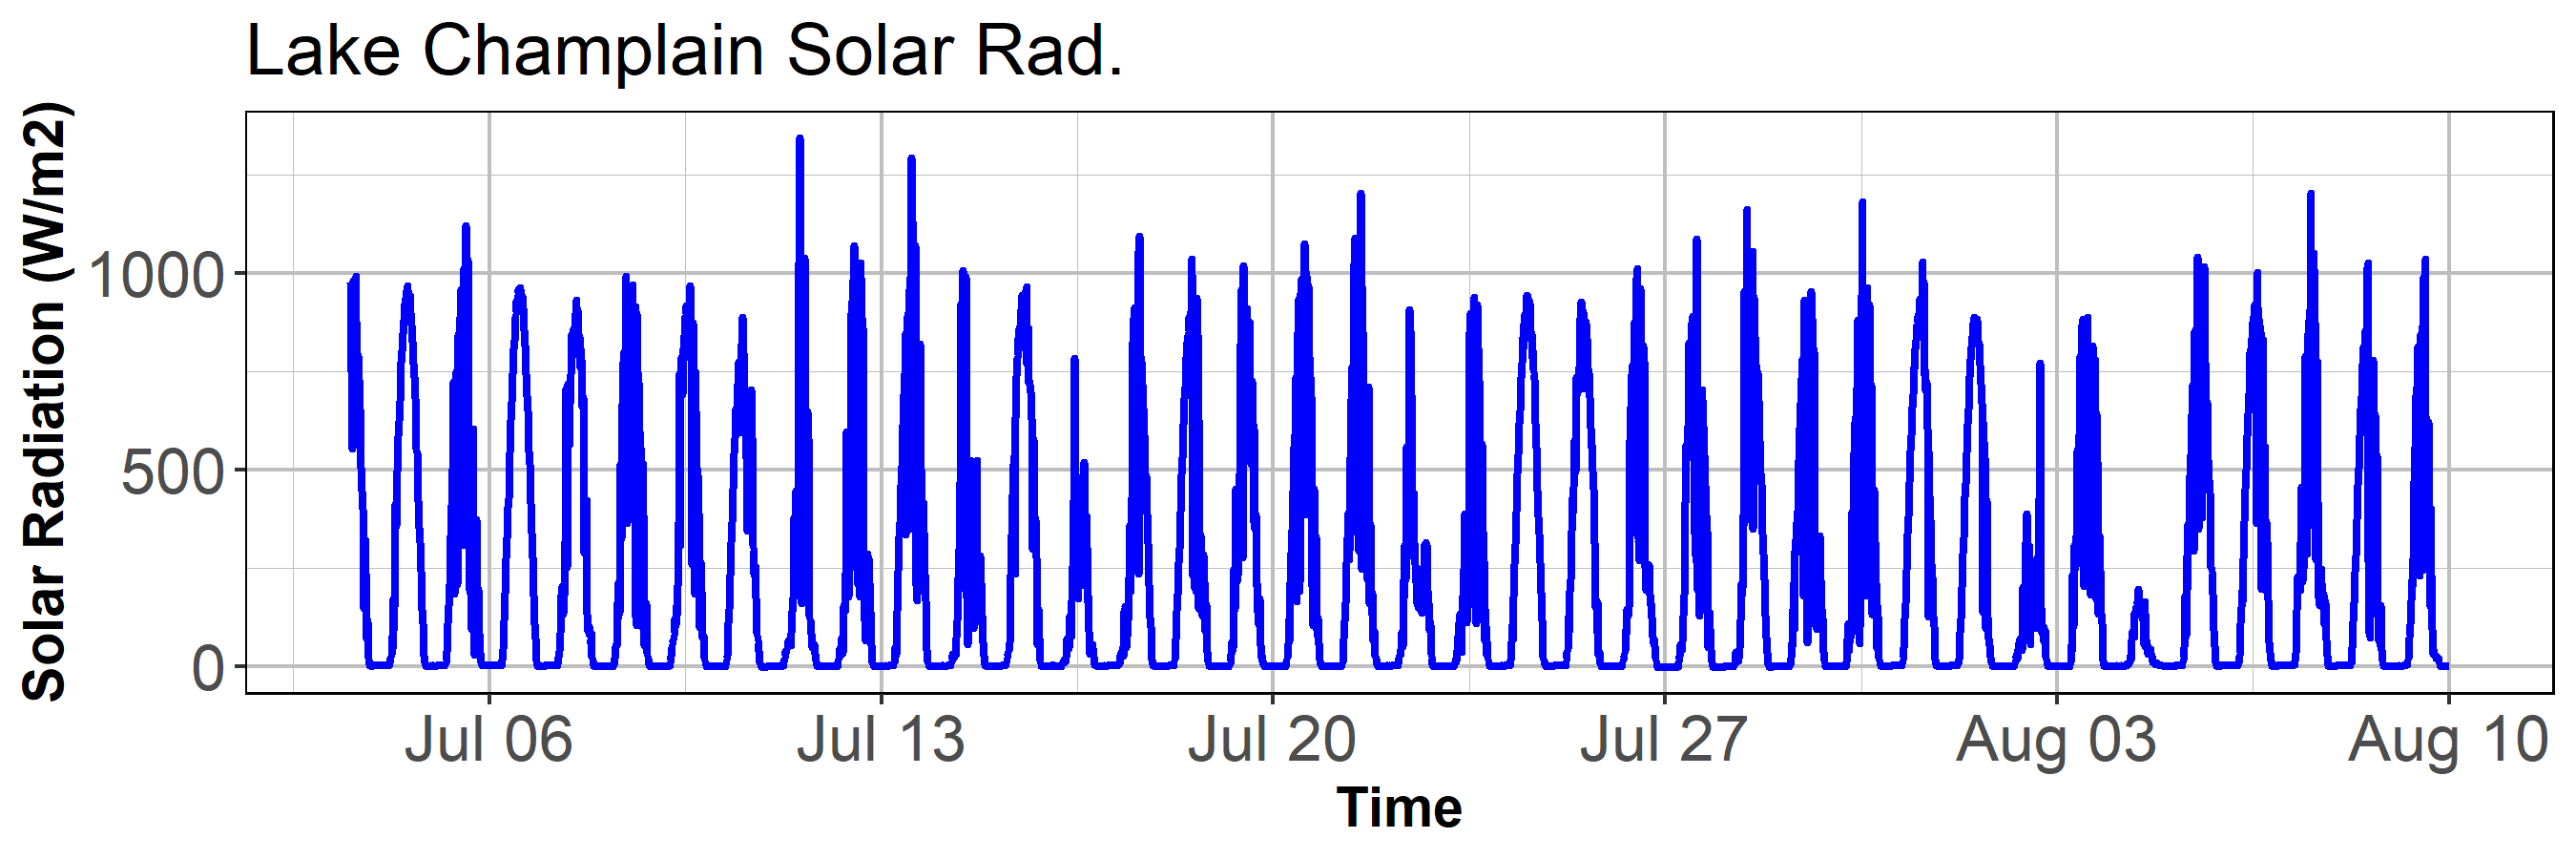 Lake Champlain Solar Rad.
Solar Radiation (W/m2)
1000
500
0
Jul 06 Jul 13 Jul 20 Jul 27 Aug 03 Aug 10
Time